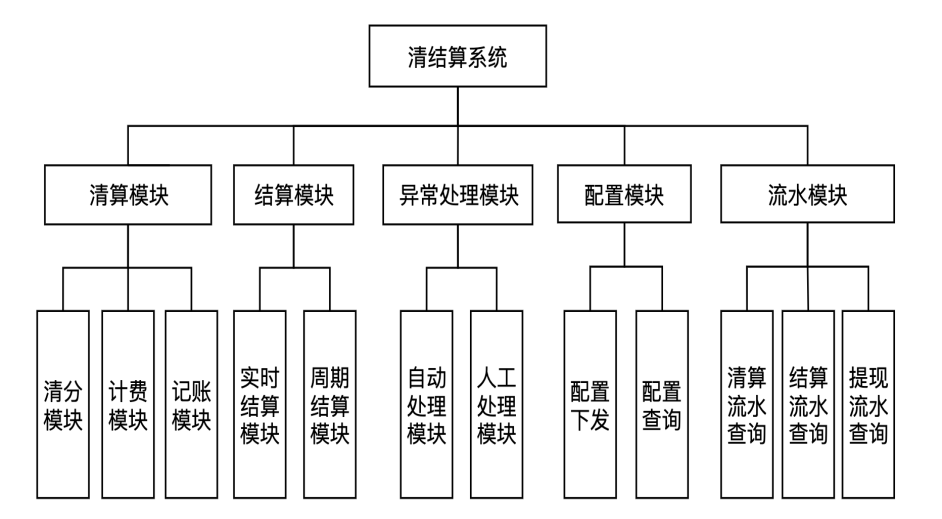 清结算系统
清算模块
结算模块
异常处理模块
配置模块
流水模块
清分
模块
计费
模块
记账
模块
实时
结算
模块
周期
结算
模块
自动
处理
模块
人工
处理
模块
配置
下发
配置
查询
清算
流水
查询
结算
流水
查询
提现
流水
查询